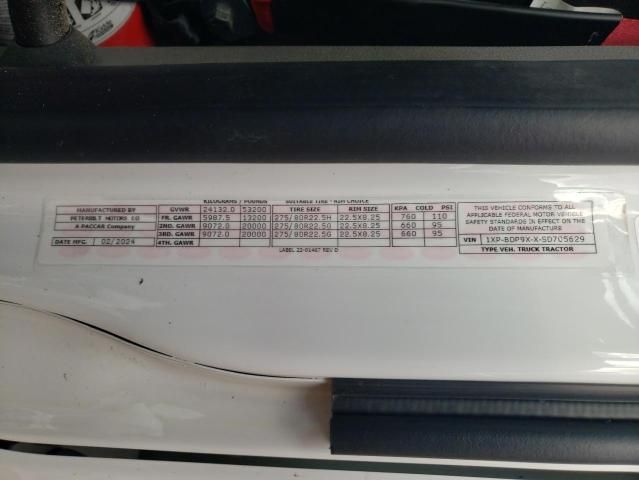 KILOGRAMS / POUNDS SUITABLE TIRE - RIM CHOICE
MANUFACTURED BY GVWR 24132.0 53200 TIRE SIZE RIM SIZE KPA COLD PSI
PETERBILT MOTORS CO FR. GAWR 5987.5 13200 275/80R22.5H 22.5X8.25 760 110
A PACCAR Company 2ND. GAWR 9072.0 20000 275/80R22.5G 22.5X8.25 660 95
3RD. GAWR 9072.0 20000 275/80R22.5G 22.5X8.25 660 95
DATE MFG. 02/2024 4TH. GAWR
LABEL 22-01467 REV D
THIS VEHICLE CONFORMS TO ALL
APPLICABLE FEDERAL MOTOR VEHICLE
SAFETY STANDARDS IN EFFECT ON THE
DATE OF MFG. SHOWN.
VIN 1XP-BDP9X-X-SD705629
TYPE VEH. TRUCK TRACTOR